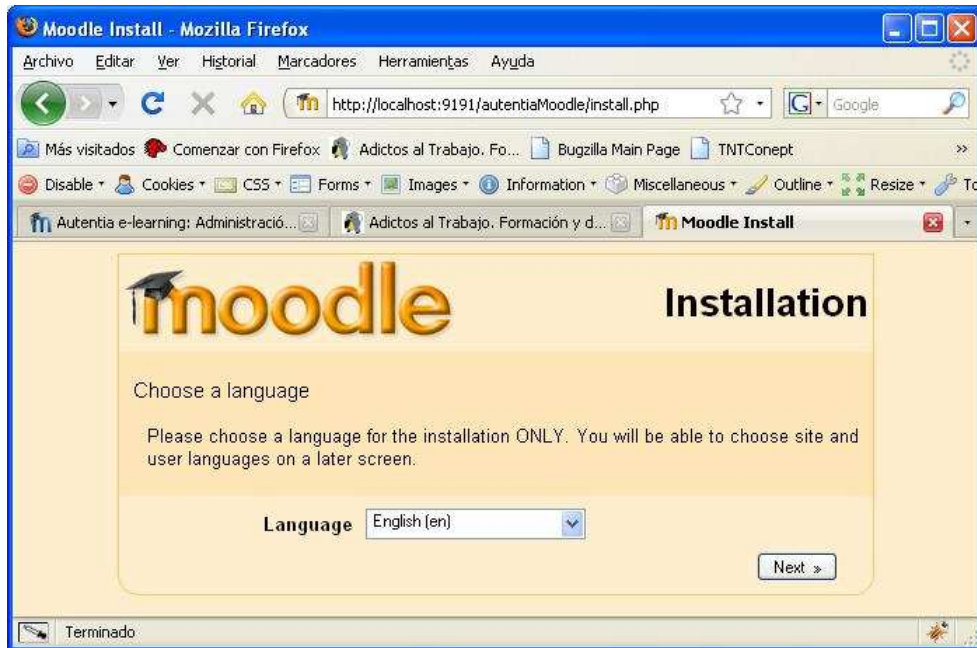 Moodle Install - Mozilla Firefox
Archivo Editar Ver Historial Marcadores Herramientas Ayuda
http://localhost:9191/autentiaMoodle/install.php G Google
Más visitados Comenzar con Firefox Adictos al Trabajo. Fo... Bugzilla Main Page TNTConept »
Disable Cookies CSS Forms Images Information Miscellaneous Outline Resize To
Autentia e-learning: Administració... Adictos al Trabajo. Formación y d... Moodle Install
moodle Installation
Choose a language
Please choose a language for the installation ONLY. You will be able to choose site and
user languages on a later screen.
Language English (en)
Next »
Terminado